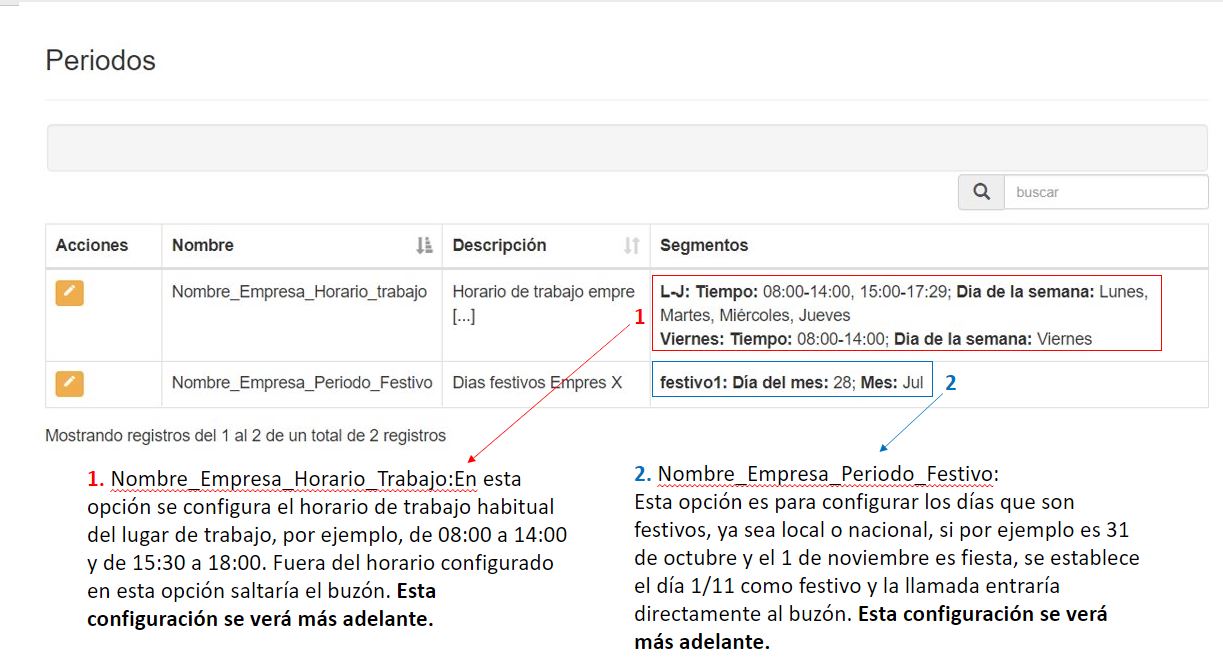 Periodos
buscar
Acciones Nombre Descripción Segmentos
Nombre_Empresa_Horario_trabajo Horario de trabajo empre L-J: Tiempo: 08:00-14:00, 15:00-17:29; Dia de la semana: Lunes,
[...] 1 Martes, Miércoles, Jueves
Viernes: Tiempo: 08:00-14:00; Dia de la semana: Viernes
Nombre_Empresa_Periodo_Festivo Dias festivos Empres X festivo1: Día del mes: 28; Mes: Jul 2
Mostrando registros del 1 al 2 de un total de 2 registros
1. Nombre_Empresa_Horario_Trabajo:En esta
opción se configura el horario de trabajo habitual
del lugar de trabajo, por ejemplo, de 08:00 a 14:00
y de 15:30 a 18:00. Fuera del horario configurado
en esta opción saltaría el buzón. Esta
configuración se verá más adelante.
2. Nombre_Empresa_Periodo_Festivo:
Esta opción es para configurar los días que son
festivos, ya sea local o nacional, si por ejemplo es 31
de octubre y el 1 de noviembre es fiesta, se establece
el día 1/11 como festivo y la llamada entraría
directamente al buzón. Esta configuración se verá
más adelante.